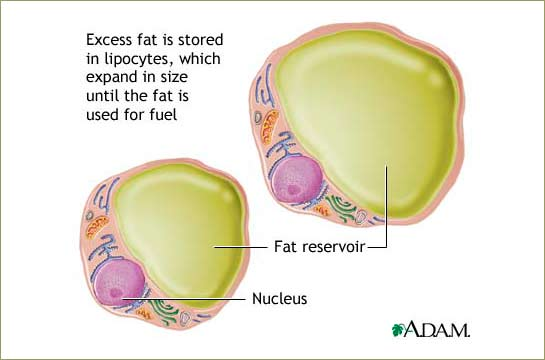 Excess fat is stored
in lipocytes, which
expand in size
until the fat is
used for fuel
Fat reservoir
Nucleus
A.D.A.M.